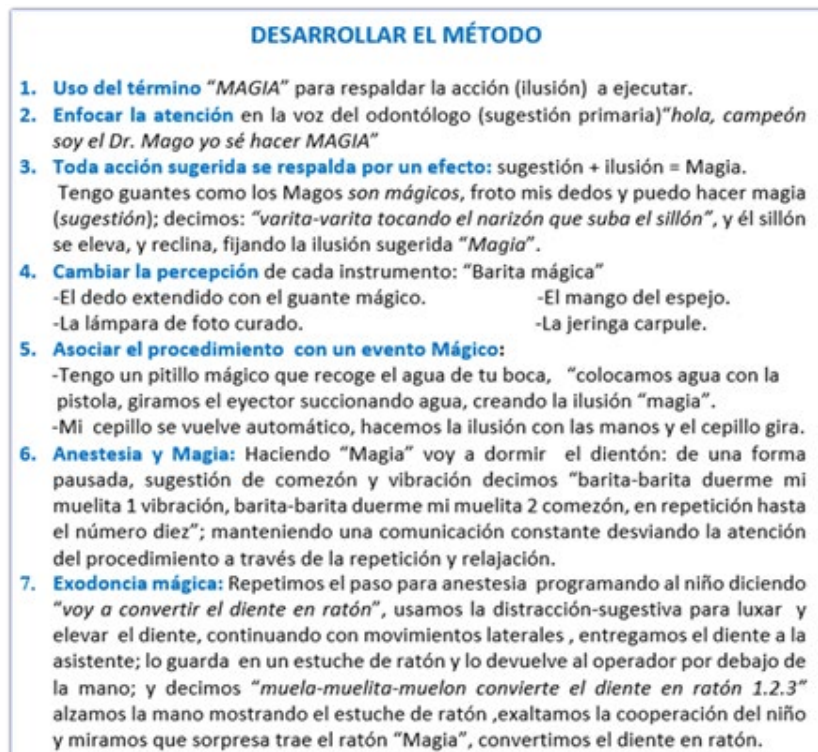 DESARROLLAR EL MÉTODO
1. Uso del término "MAGIA" para respaldar la acción (ilusión) a ejecutar.
2. Enfocar la atención en la voz del odontólogo (sugestión primaria)"hola, campeón
soy el Dr. Mago yo sé hacer MAGIA"
3. Toda acción sugerida se respalda por un efecto: sugestión + ilusión = Magia.
Tengo guantes como los Magos son mágicos, froto mis dedos y puedo hacer magia
(sugestión); decimos: "varita-varita tocando el narizón que suba el sillón", y él sillón
se eleva, y reclina, fijando la ilusión sugerida "Magia".
4. Cambiar la percepción de cada instrumento: "Barita mágica"
-El dedo extendido con el guante mágico. -El mango del espejo.
-La lámpara de foto curado. -La jeringa carpule.
5. Asociar el procedimiento con un evento Mágico:
-Tengo un pitillo mágico que recoge el agua de tu boca, "colocamos agua con la
pistola, giramos el eyector succionando agua, creando la ilusión "magia".
-Mi cepillo se vuelve automático, hacemos la ilusión con las manos y el cepillo gira.
6. Anestesia y Magia: Haciendo "Magia" voy a dormir el dientón: de una forma
pausada, sugestión de comezón y vibración decimos "barita-barita duerme mi
muelita 1 vibración, barita-barita duerme mi muelita 2 comezón, en repetición hasta
el número diez"; manteniendo una comunicación constante desviando la atención
del procedimiento a través de la repetición y relajación.
7. Exodoncia mágica: Repetimos el paso para anestesia programando al niño diciendo
"voy a convertir el diente en ratón", usamos la distracción-sugestiva para luxar y
elevar el diente, continuando con movimientos laterales , entregamos el diente a la
asistente; lo guarda en un estuche de ratón y lo devuelve al operador por debajo de
la mano; y decimos "muela-muelita-muelon convierte el diente en ratón 1.2.3"
alzamos la mano mostrando el estuche de ratón ,exaltamos la cooperación del niño
y miramos que sorpresa trae el ratón "Magia", convertimos el diente en ratón.